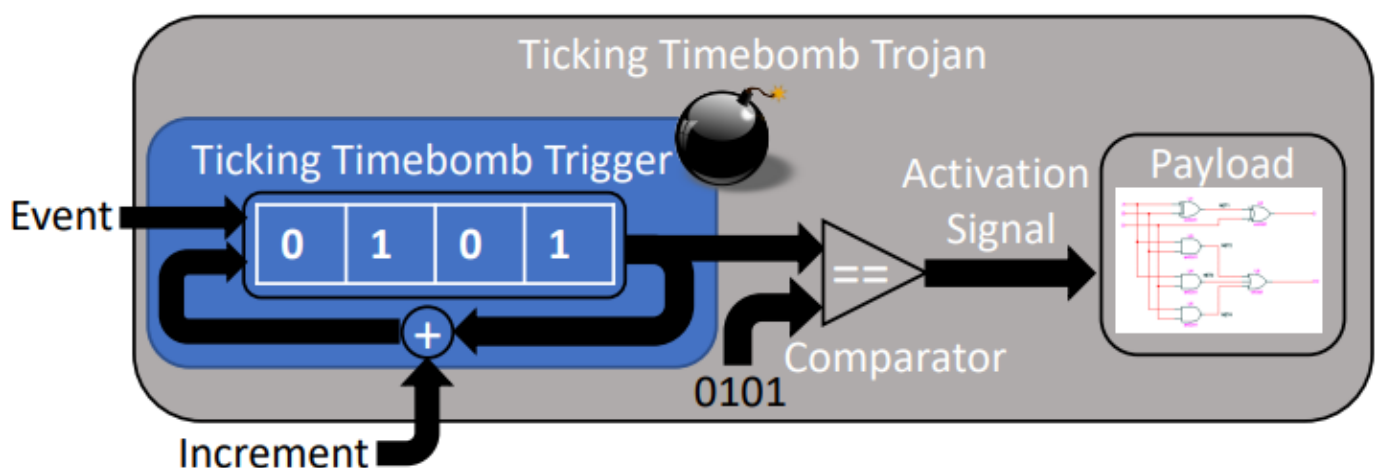 Ticking Timebomb Trojan
Ticking Timebomb Trigger
Event
0 1 0 1
+
Increment
0101
==
Comparator
Activation
Signal
Payload